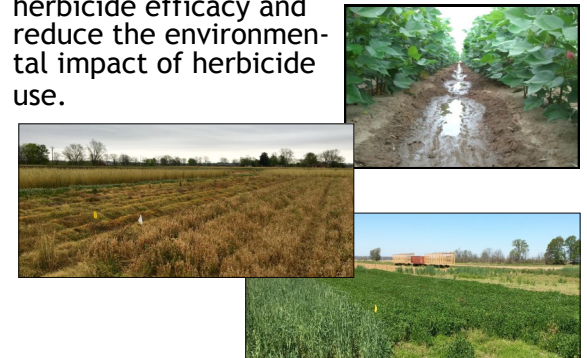 herbicide efficacy and
reduce the environmen-
tal impact of herbicide
use.